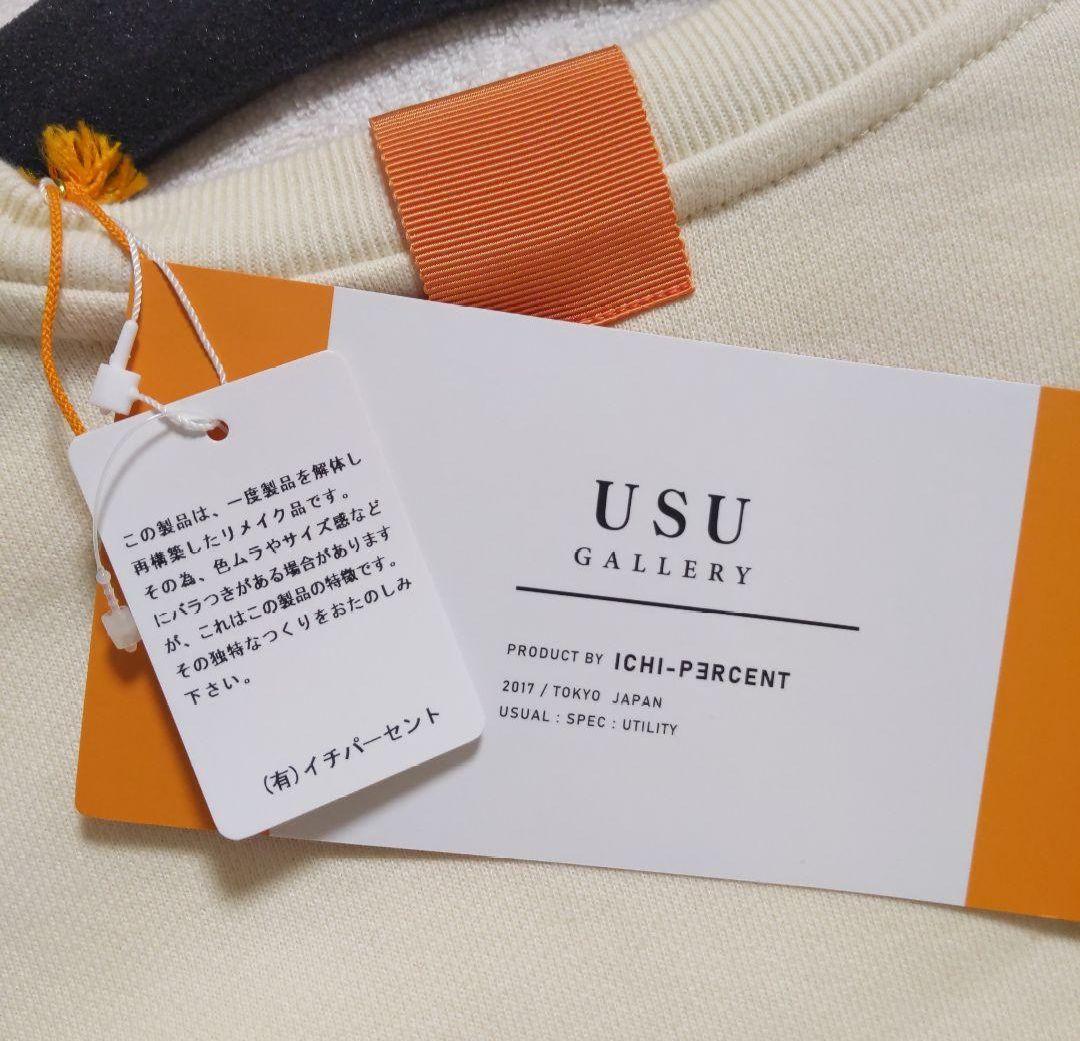 この製品は、一度製品を解体し
再構築したリメイク品です。
その為、色ムラやサイズ感など
にバラつきがある場合があります
が、これはこの製品の特徴です。
その独特なつくりをおたのしみ
下さい。
(有)イチパーセント
USU
GALLERY
PRODUCT BY ICHI-PƎRCENT
2017 / TOKYO JAPAN
USUAL : SPEC : UTILITY